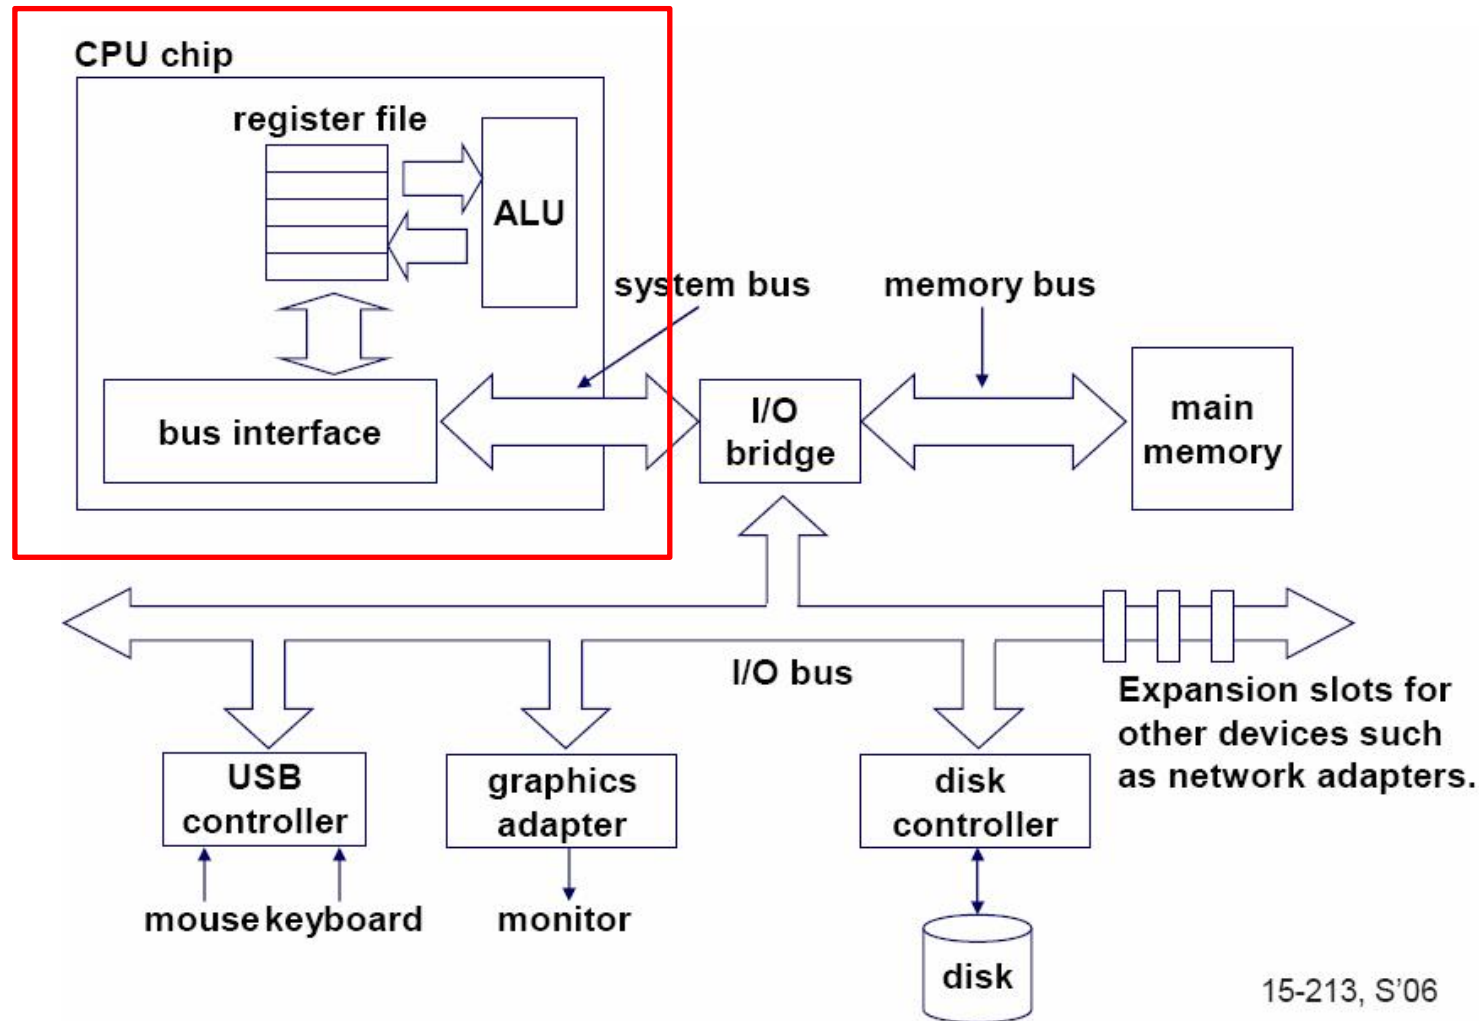 CPU chip
register file
ALU
system bus
memory bus
bus interface
I/O
bridge
main
memory
I/O bus
Expansion slots for
other devices such
as network adapters.
USB
controller
graphics
adapter
disk
controller
mouse keyboard
monitor
disk
15-213, S’06